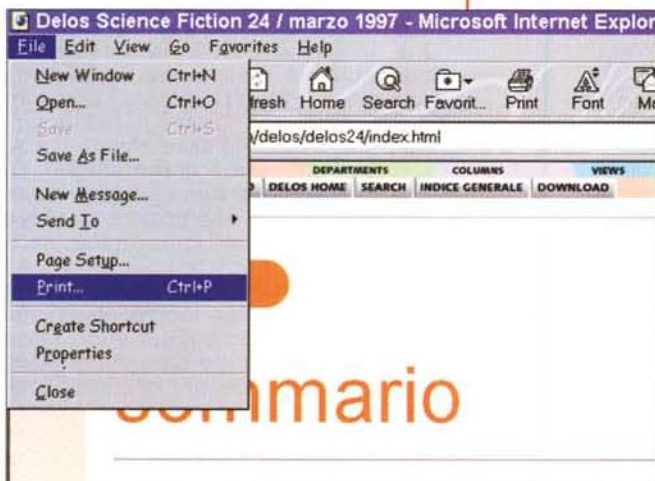 Delos Science Fiction 24 / marzo 1997 - Microsoft Internet Explor
File Edit View Go Favorites Help
New Window Ctrl+N
Open... Ctrl+O
Save Ctrl+S
Save As File...
New Message...
Send To
Page Setup...
Print... Ctrl+P
Create Shortcut
Properties
Close
fresh Home Search Favorit... Print Font Ma
/delos/delos24/index.html
DEPARTMENTS COLUMNS VIEWS
DELOS HOME SEARCH INDICE GENERALE DOWNLOAD
sommario